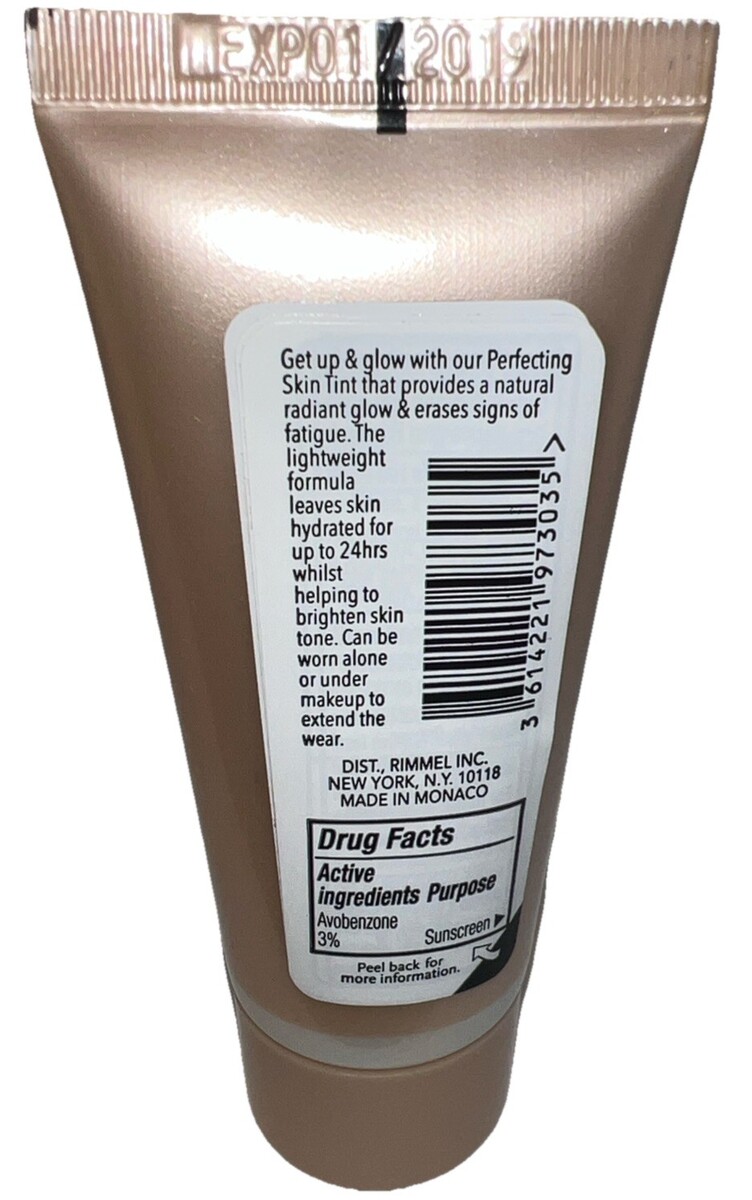 EXP01/2019
Get up & glow with our Perfecting
Skin Tint that provides a natural
radiant glow & erases signs of
fatigue. The
lightweight
formula
leaves skin
hydrated for
up to 24hrs
whilst
helping to
brighten skin
tone. Can be
worn alone
or under
makeup to
extend the
wear.
3 614221 973035 >
DIST., RIMMEL INC.
NEW YORK, N.Y. 10118
MADE IN MONACO
Drug Facts
Active
ingredients Purpose
Avobenzone
3% Sunscreen ▶
Peel back for
more information.